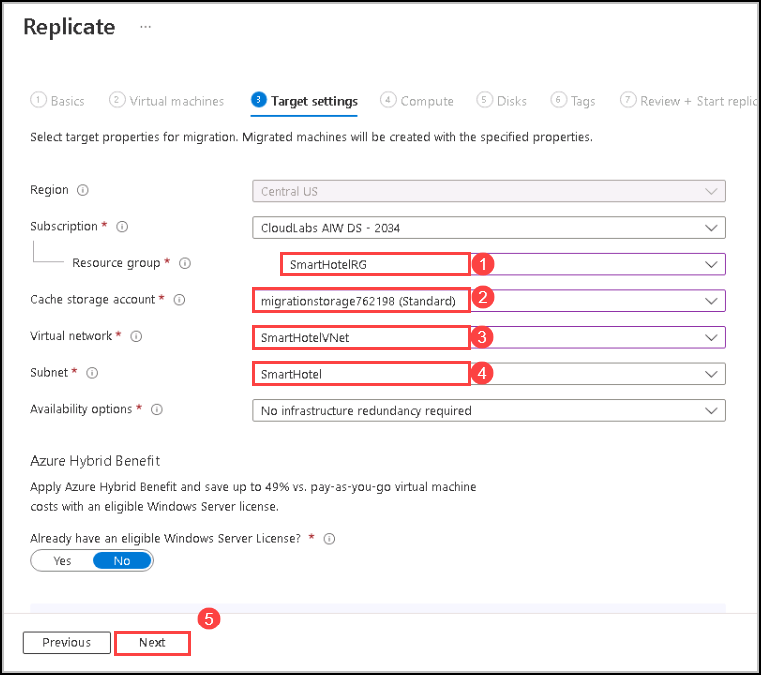 Replicate ...
1 Basics 2 Virtual machines 3 Target settings 4 Compute 5 Disks 6 Tags 7 Review + Start replic
Select target properties for migration. Migrated machines will be created with the specified properties.
Region Central US
Subscription * CloudLabs AIW DS - 2034
Resource group * SmartHotelRG 1
Cache storage account * migrationstorage762198 (Standard) 2
Virtual network * SmartHotelVNet 3
Subnet * SmartHotel 4
Availability options * No infrastructure redundancy required
Azure Hybrid Benefit
Apply Azure Hybrid Benefit and save up to 49% vs. pay-as-you-go virtual machine
costs with an eligible Windows Server license.
Already have an eligible Windows Server License? *
Yes No
5
Previous Next